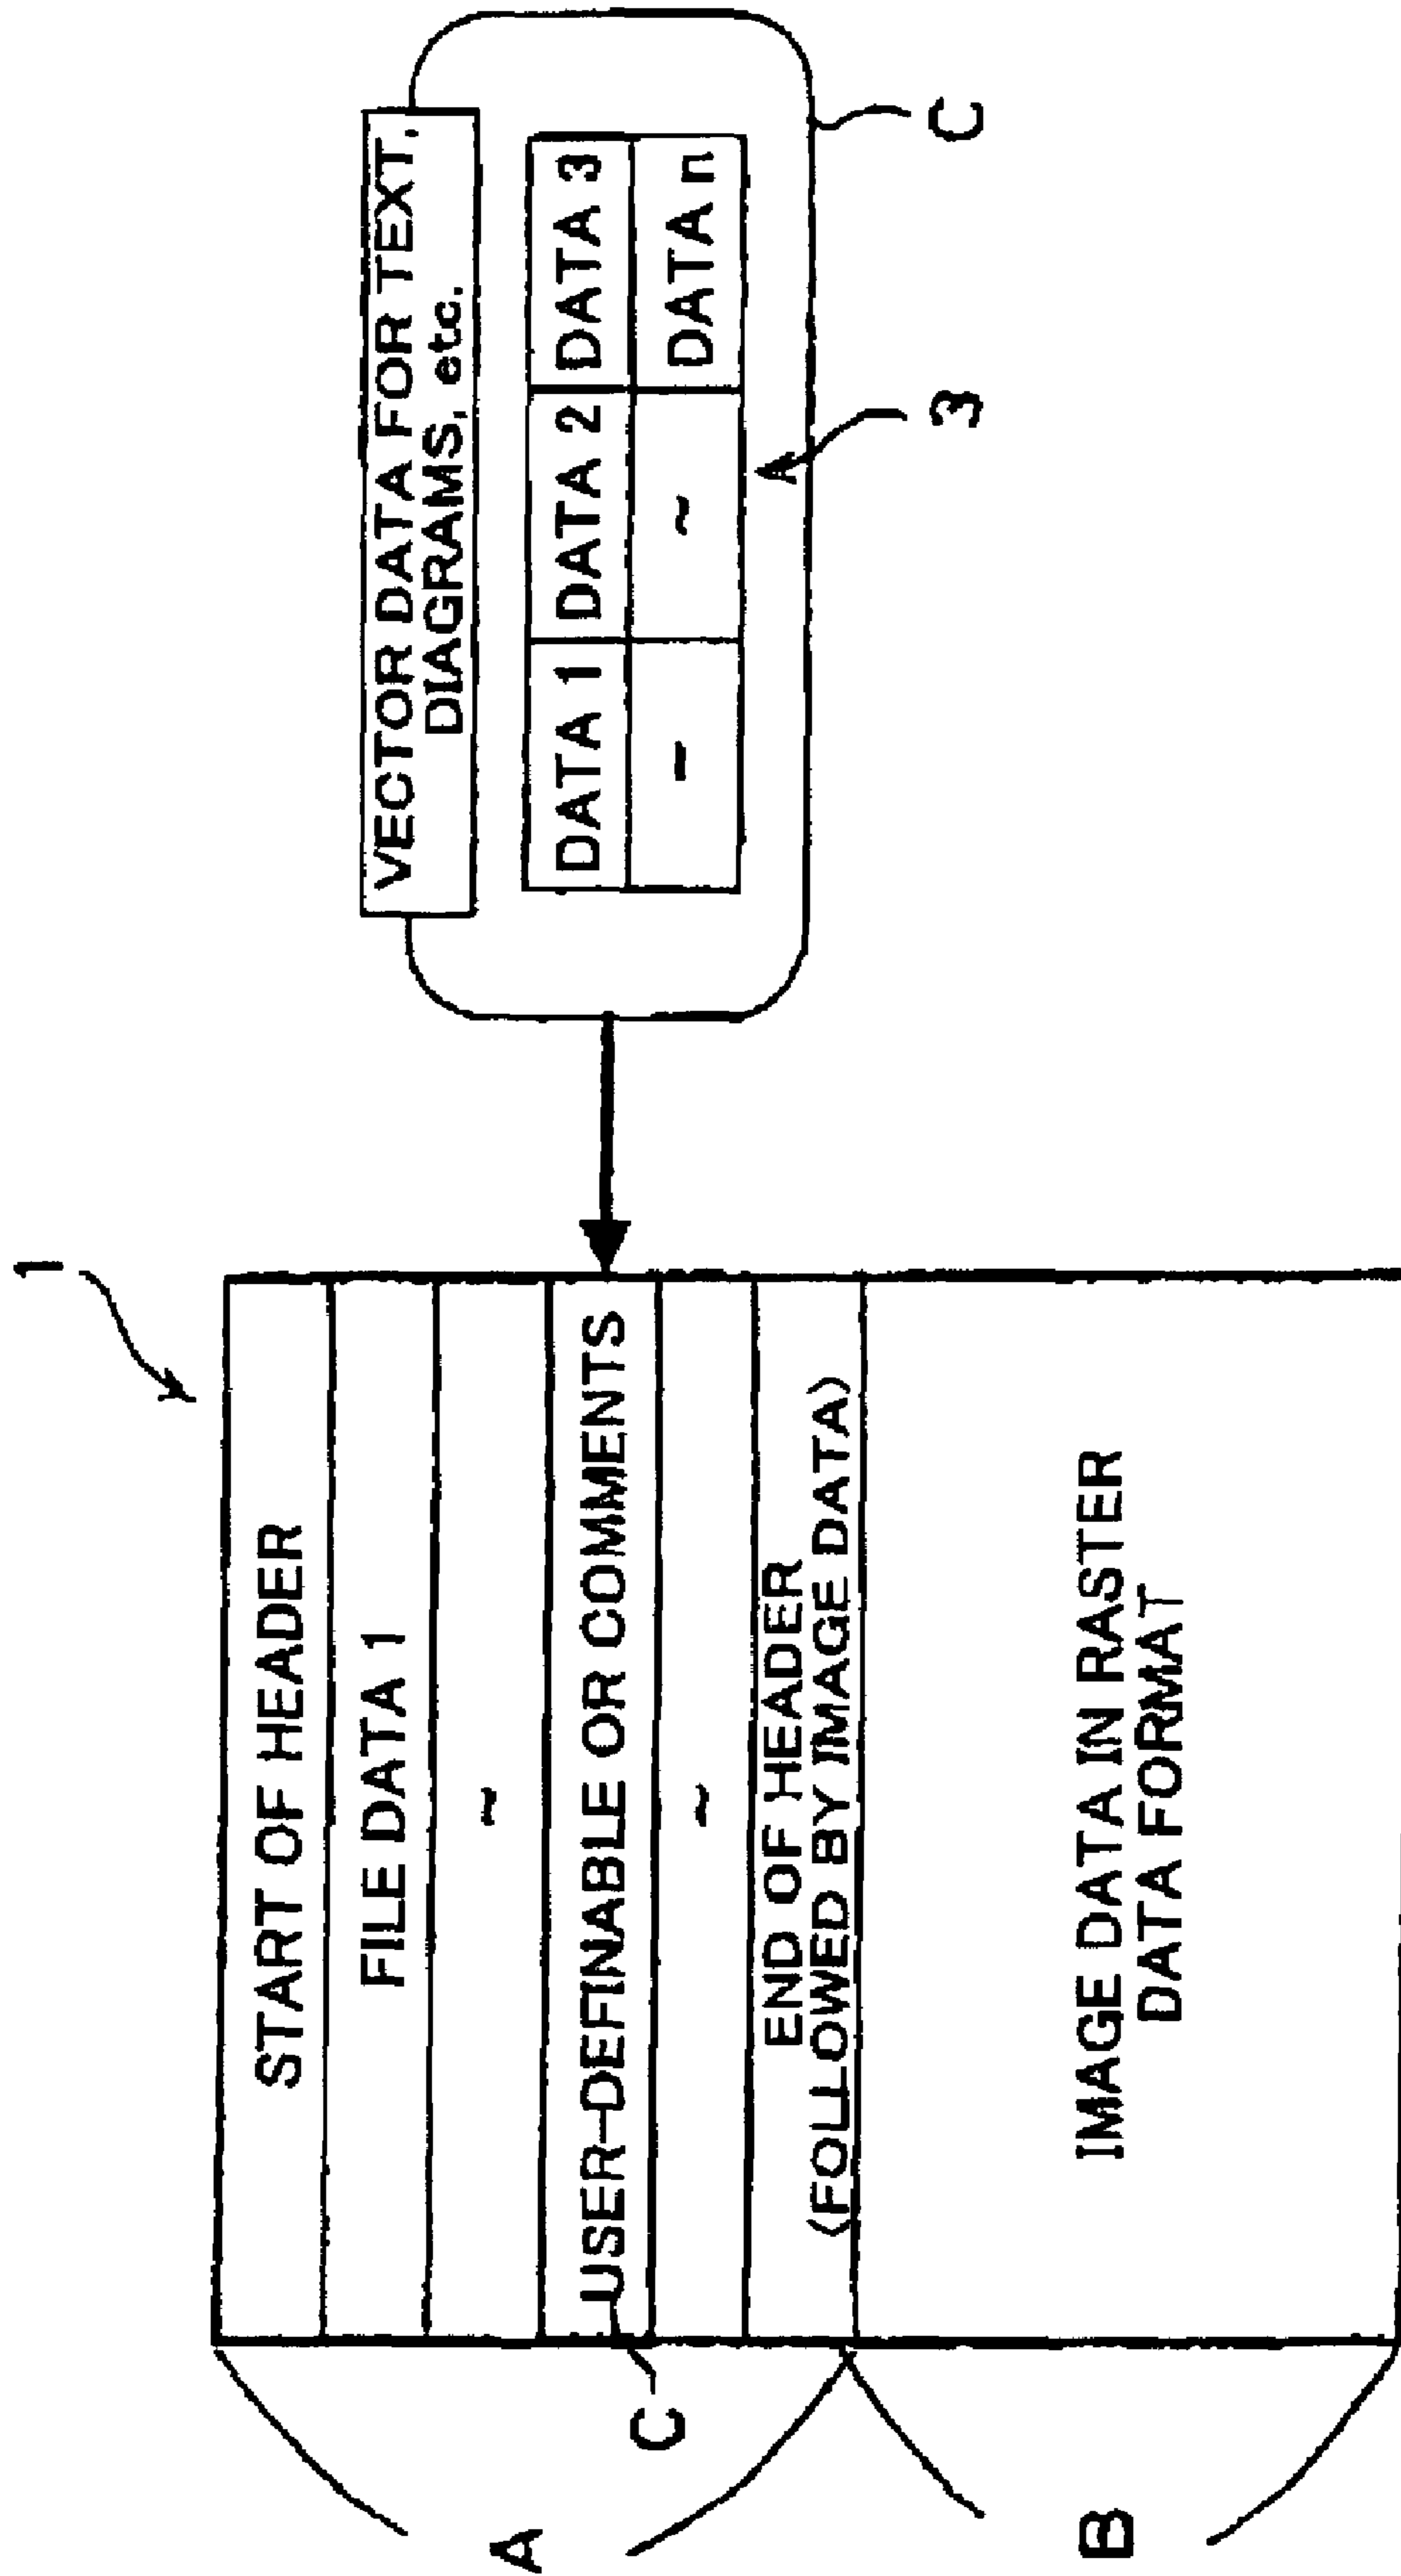 1
START OF HEADER
FILE DATA 1
~
USER-DEFINABLE OR COMMENTS
~
END OF HEADER
(FOLLOWED BY IMAGE DATA)
IMAGE DATA IN RASTER
DATA FORMAT
A
C
B
VECTOR DATA FOR TEXT,
DIAGRAMS, etc.
DATA 1 DATA 2 DATA 3
~ ~ DATA n
3
C